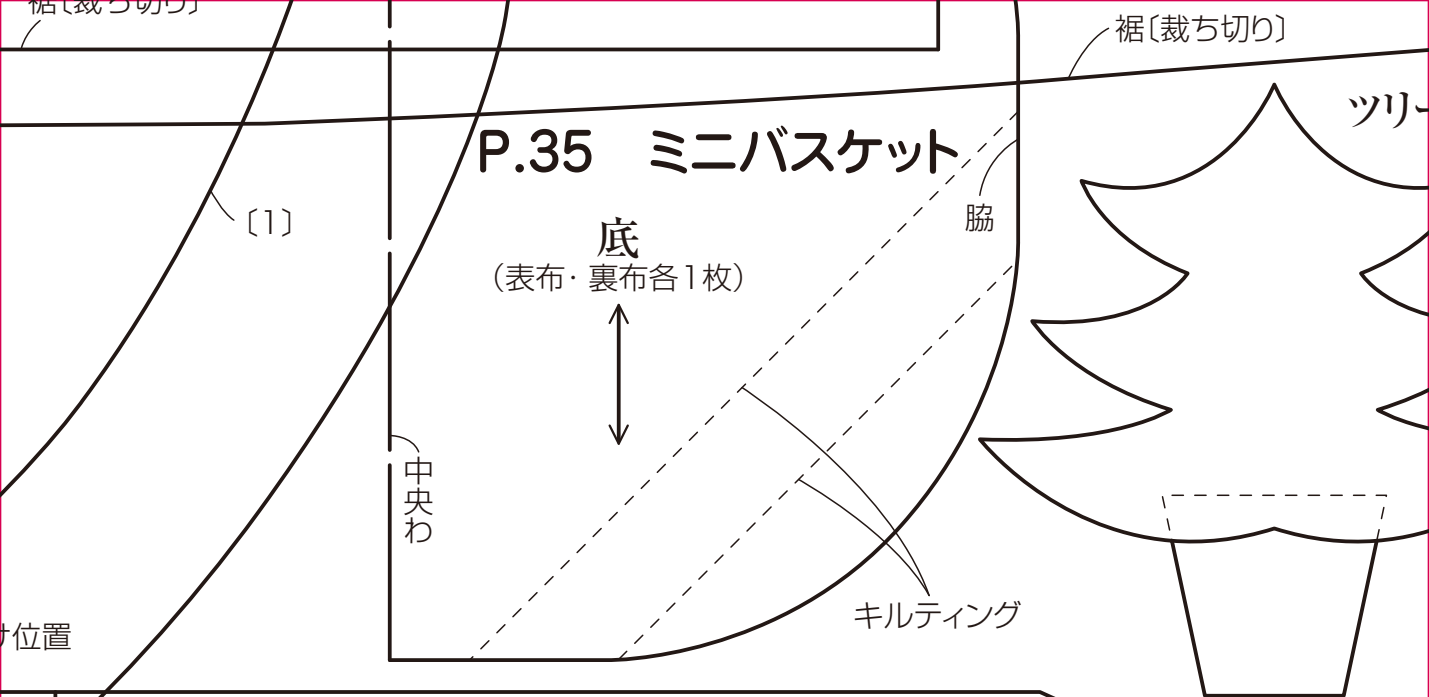 裾〔裁ち切り〕
裾〔裁ち切り〕
ツリー
P.35　ミニバスケット
〔1〕
脇
底
（表布・裏布各1枚）
中央わ
キルティング
位置